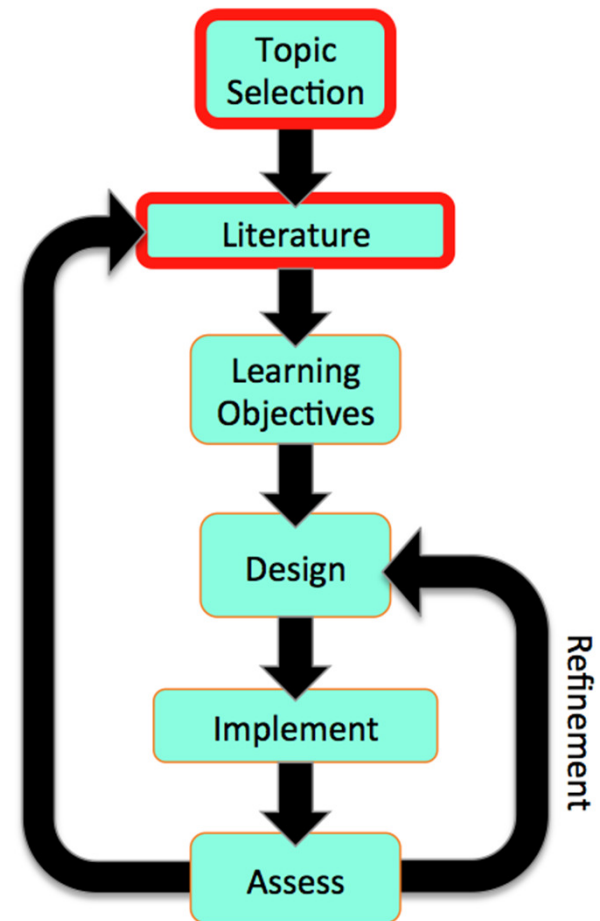 Topic
Selection
Literature
Learning
Objectives
Design
Implement
Refinement
Assess